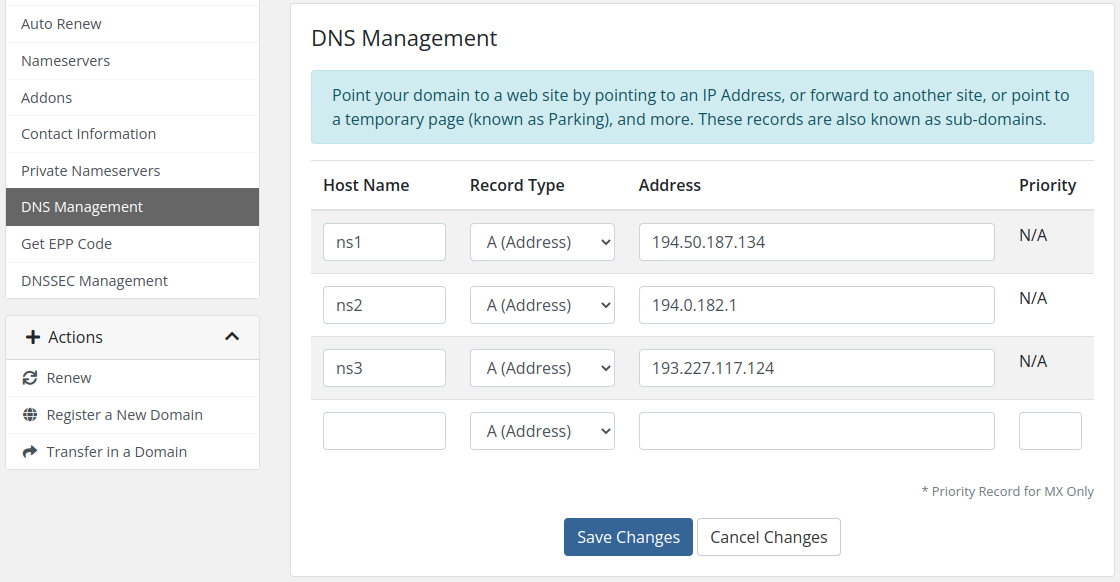 Auto Renew
Nameservers
Addons
Contact Information
Private Nameservers
DNS Management
Get EPP Code
DNSSEC Management
Actions
Renew
Register a New Domain
Transfer in a Domain
DNS Management
Point your domain to a web site by pointing to an IP Address, or forward to another site, or point to
a temporary page (known as Parking), and more. These records are also known as sub-domains.
Host Name Record Type Address Priority
ns1 A (Address) 194.50.187.134 N/A
ns2 A (Address) 194.0.182.1 N/A
ns3 A (Address) 193.227.117.124 N/A
A (Address)
* Priority Record for MX Only
Save Changes Cancel Changes